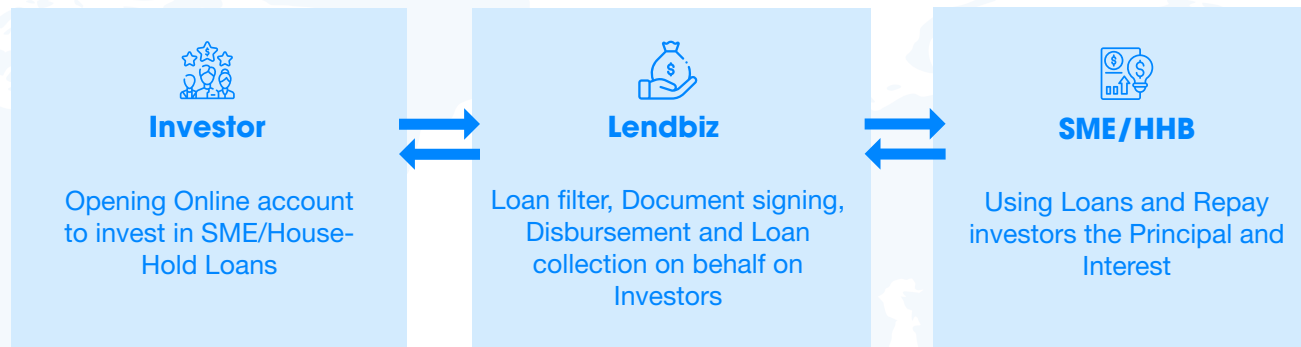 Investor
Opening Online account
to invest in SME/House-
Hold Loans
Lendbiz
Loan filter, Document signing,
Disbursement and Loan
collection on behalf on
Investors
SME/HHB
Using Loans and Repay
investors the Principal and
Interest